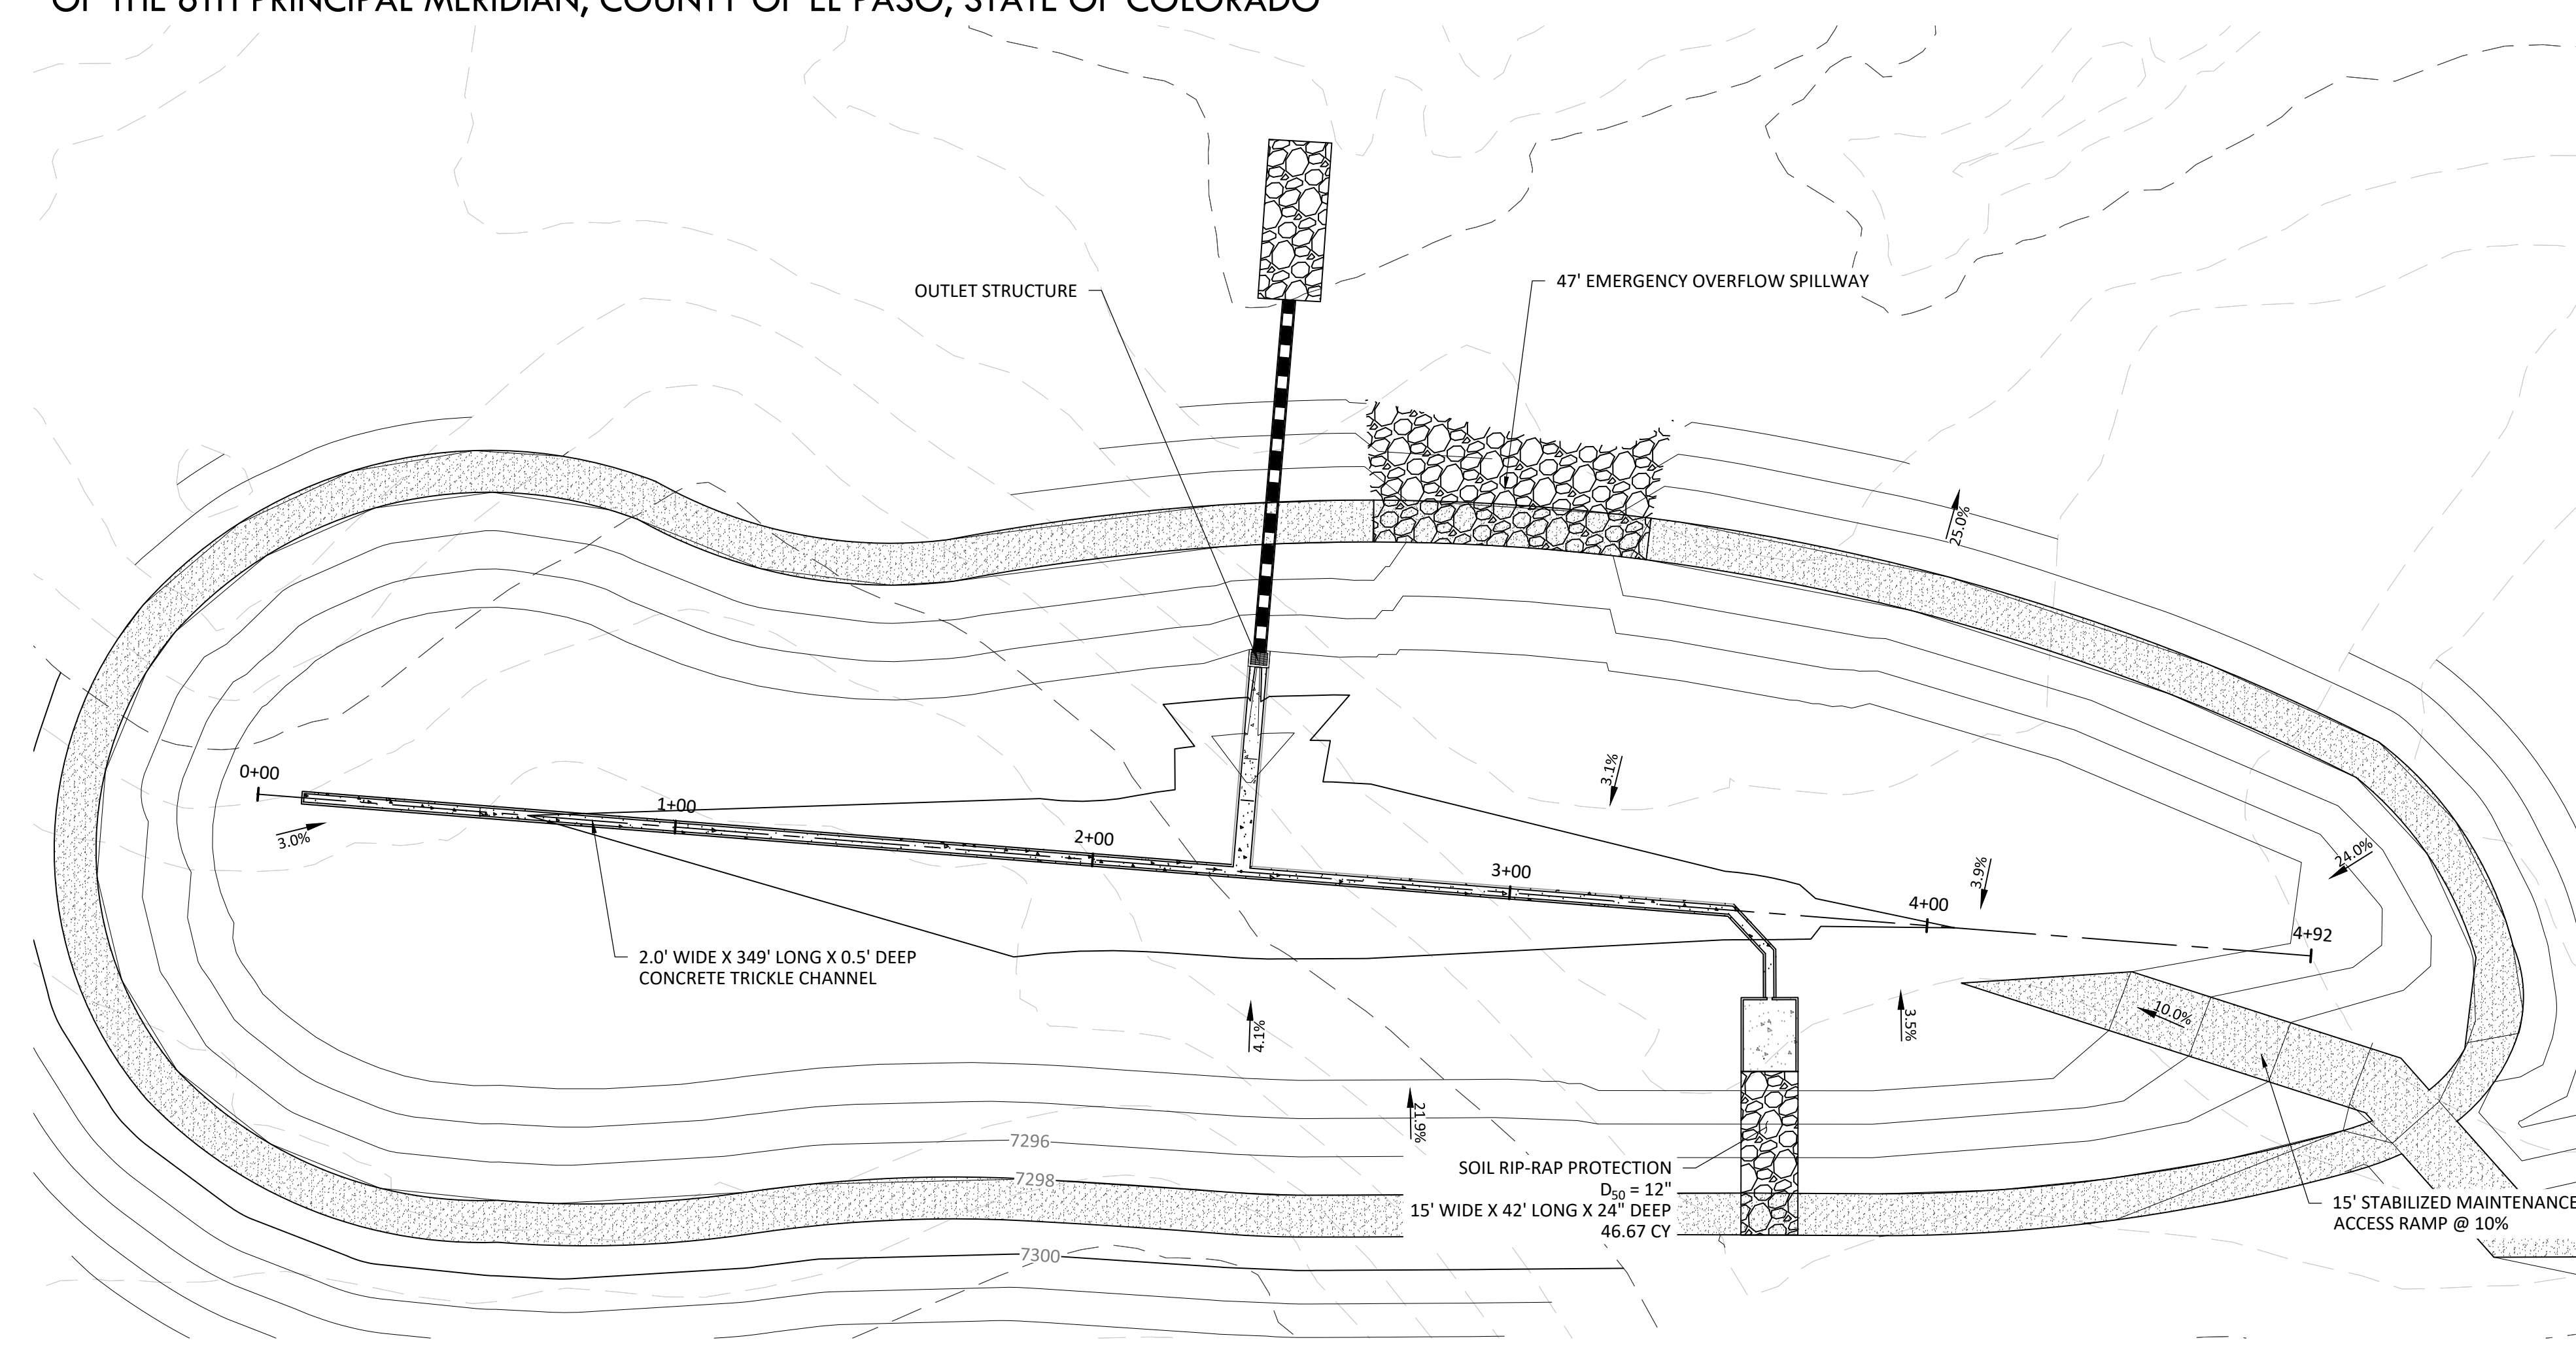 OF THE 6TH PRINCIPAL MERIDIAN, COUNTY OF EL PASO, STATE OF COLORADO
47' EMERGENCY OVERFLOW SPILLWAY
OUTLET STRUCTURE
25.0%
0+00
3.0%
1+00
2+00
3+00
4+00
4+92
3.1%
3.9%
24.0%
2.0' WIDE X 349' LONG X 0.5' DEEP
CONCRETE TRICKLE CHANNEL
4.1%
3.5%
10.0%
21.9%
7296
7298
7300
SOIL RIP-RAP PROTECTION
D50 = 12"
15' WIDE X 42' LONG X 24" DEEP
46.67 CY
15' STABILIZED MAINTENANCE
ACCESS RAMP @ 10%